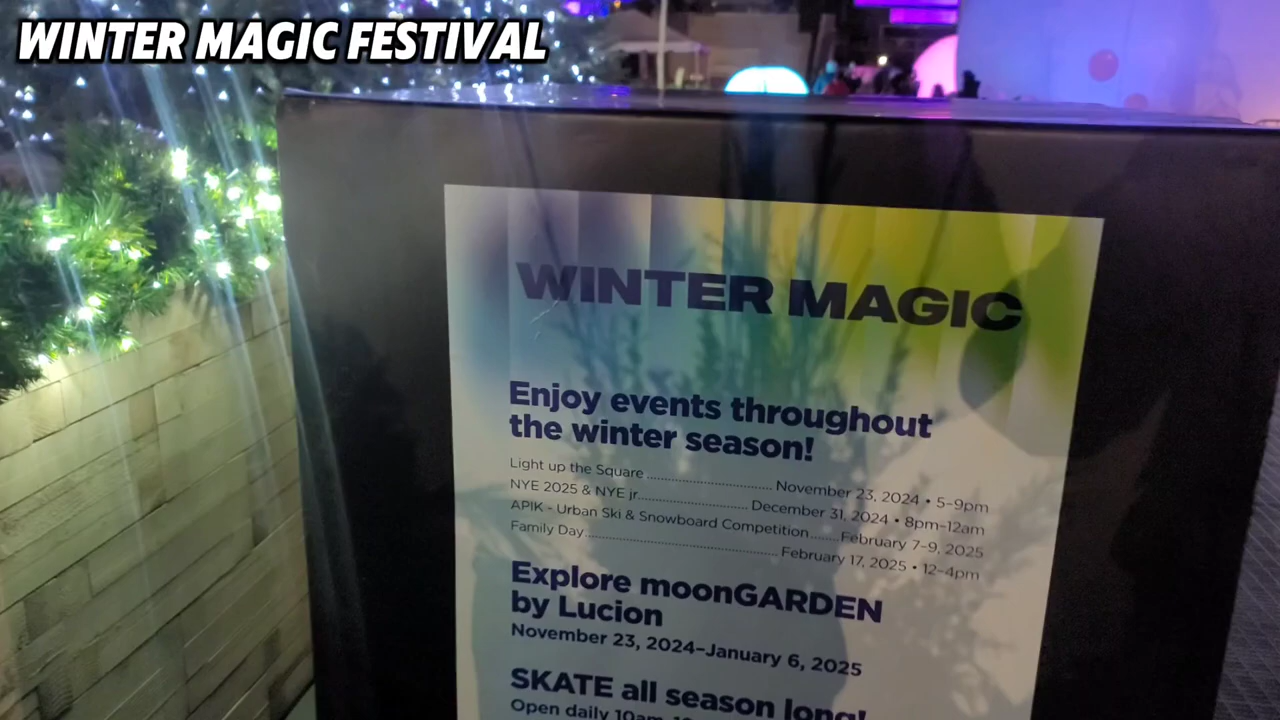 WINTER MAGIC FESTIVAL
WINTER MAGIC
Enjoy events throughout
the winter season!
Light up the Square........................November 23, 2024 • 5–9pm
NYE 2025 & NYE jr........................December 31, 2024 • 8pm–12am
APIK - Urban Ski & Snowboard Competition.......February 7–9, 2025
Family Day........................February 17, 2025 • 12–4pm
Explore moonGARDEN
by Lucion
November 23, 2024–January 6, 2025
SKATE all season long!
Open daily 10am